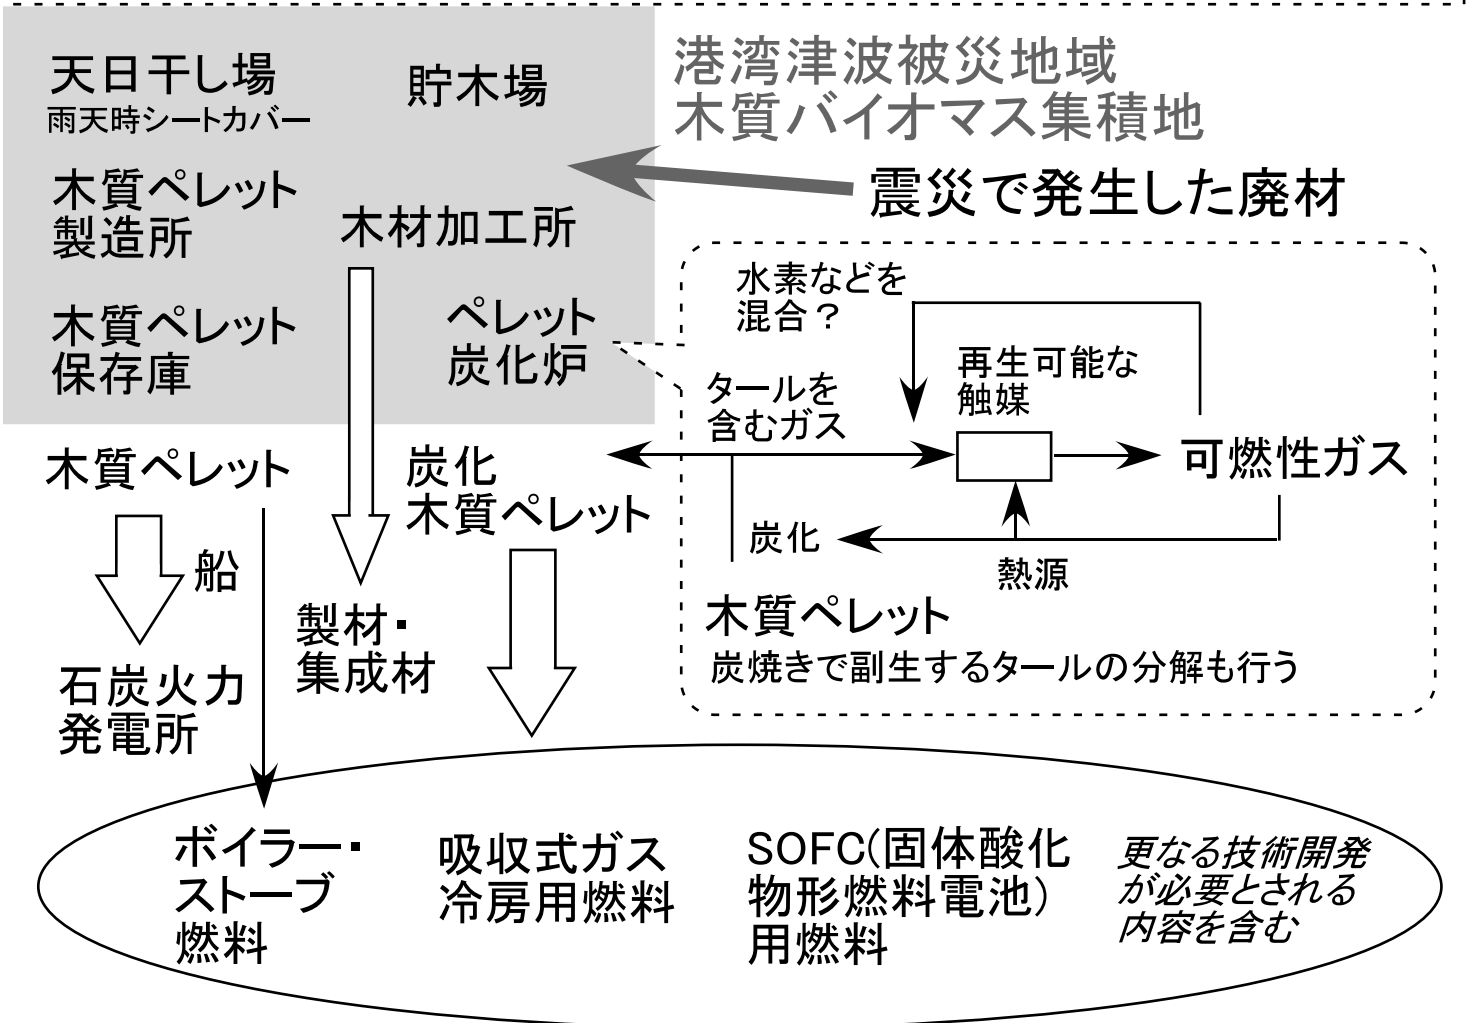 天日干し場
雨天時シートカバー
貯木場
港湾津波被災地域
木質バイオマス集積地
震災で発生した廃材
木質ペレット
製造所
木材加工所
木質ペレット
保存庫
ペレット
炭化炉
水素などを
混合？
再生可能な
触媒
タールを
含むガス
可燃性ガス
炭化
熱源
木質ペレット
炭焼きで副生するタールの分解も行う
木質ペレット
炭化
木質ペレット
船
石炭火力
発電所
製材・
集成材
ボイラー・
ストーブ
燃料
吸収式ガス
冷房用燃料
SOFC(固体酸化
物形燃料電池）
用燃料
更なる技術開発
が必要とされる
内容を含む